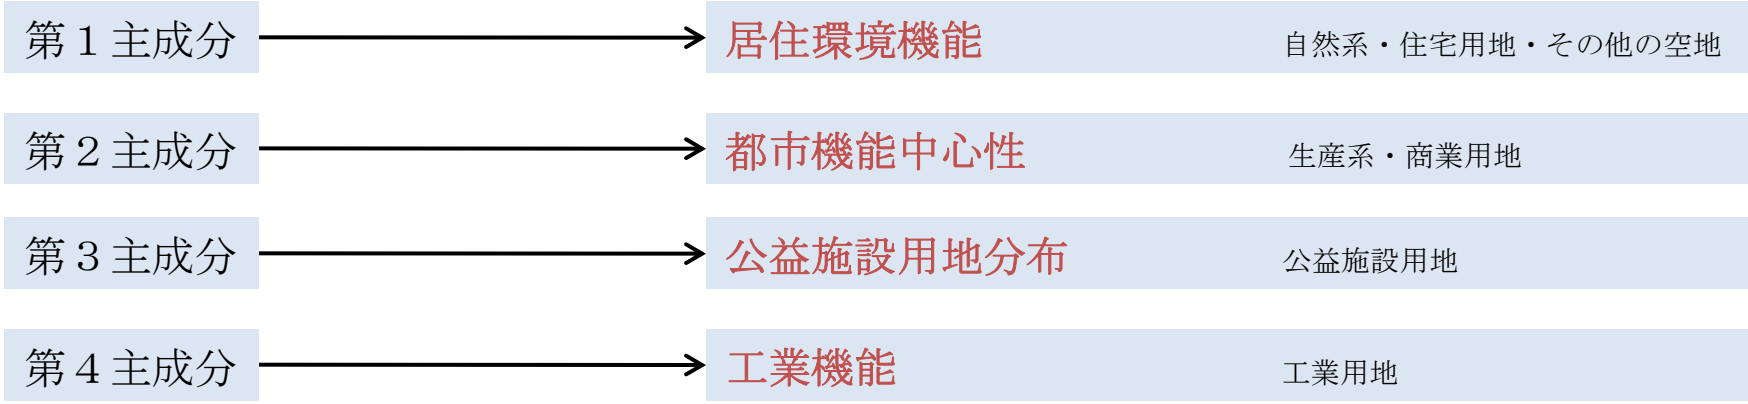 第１主成分 居住環境機能 自然系・住宅用地・その他の空地
第２主成分 都市機能中心性 生産系・商業用地
第３主成分 公益施設用地分布 公益施設用地
第４主成分 工業機能 工業用地